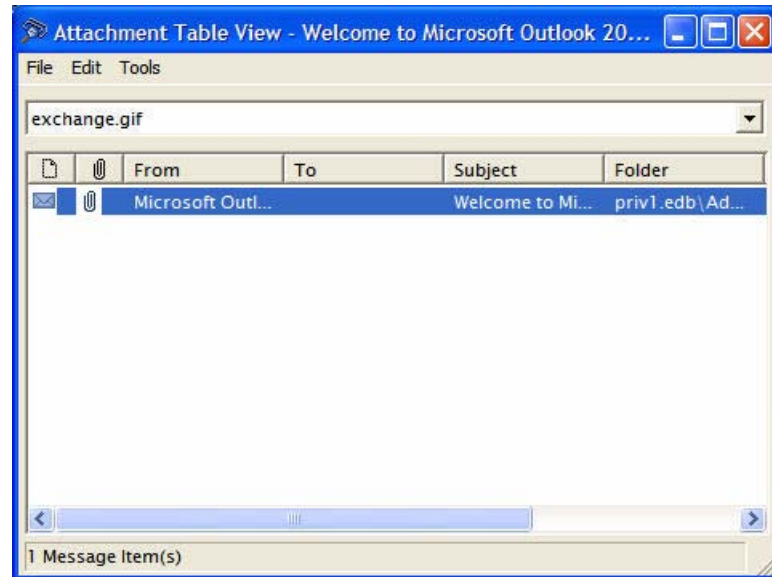 Attachment Table View - Welcome to Microsoft Outlook 20...
File Edit Tools
exchange.gif
From To Subject Folder
Microsoft Outl... Welcome to Mi... priv1.edb\Ad...
1 Message Item(s)